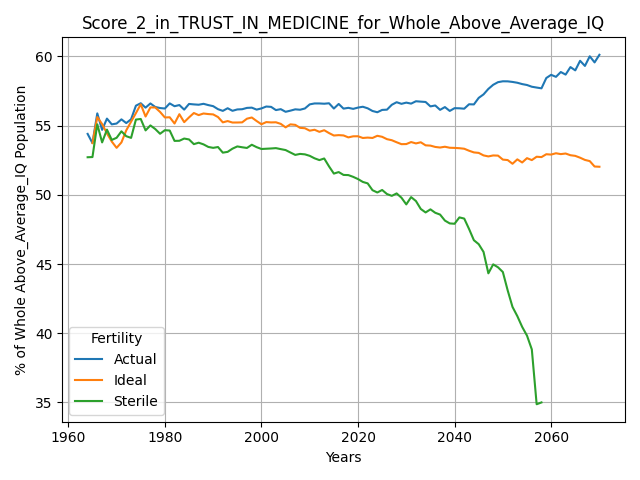 Score_2_in_TRUST_IN_MEDICINE_for_Whole_Above_Average_IQ
% of Whole Above_Average_IQ Population
60
55
50
45
40
35
Fertility
Actual
Ideal
Sterile
1960 1980 2000 2020 2040 2060
Years